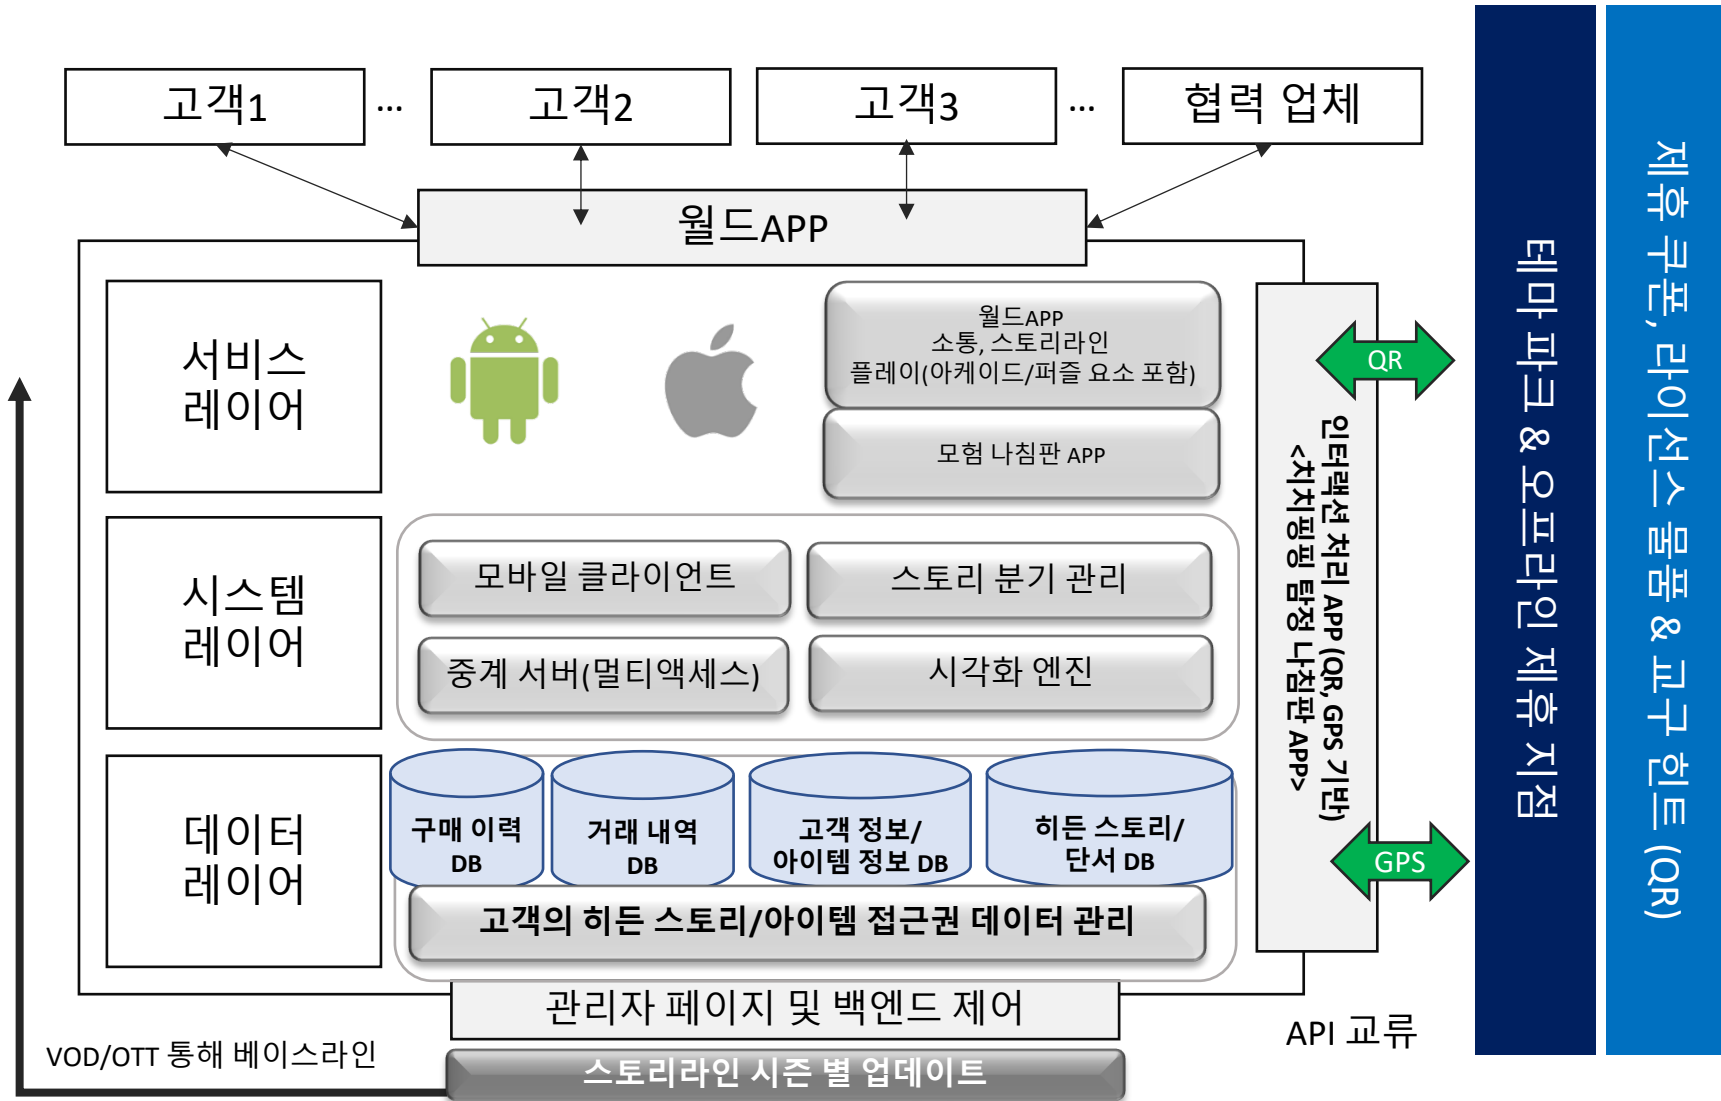 고객1
...
고객2
고객3
...
협력 업체
월드APP
서비스
레이어
월드APP
소통, 스토리라인
플레이(아케이드/퍼즐 요소 포함)
모험 나침판 APP
시스템
레이어
모바일 클라이언트
스토리 분기 관리
중계 서버(멀티액세스)
시각화 엔진
데이터
레이어
구매 이력
DB
거래 내역
DB
고객 정보/
아이템 정보 DB
히든 스토리/
단서 DB
고객의 히든 스토리/아이템 접근권 데이터 관리
관리자 페이지 및 백엔드 제어
스토리라인 시즌 별 업데이트
VOD/OTT 통해 베이스라인
인터랙션 처리 APP (QR, GPS 기반)
<치치핑핑 탐정 나침판 APP>
QR
GPS
API 교류
테마 파크 & 오프라인 제휴 지점
제휴 쿠폰, 라이선스 물품 & 교구 힌트 (QR)